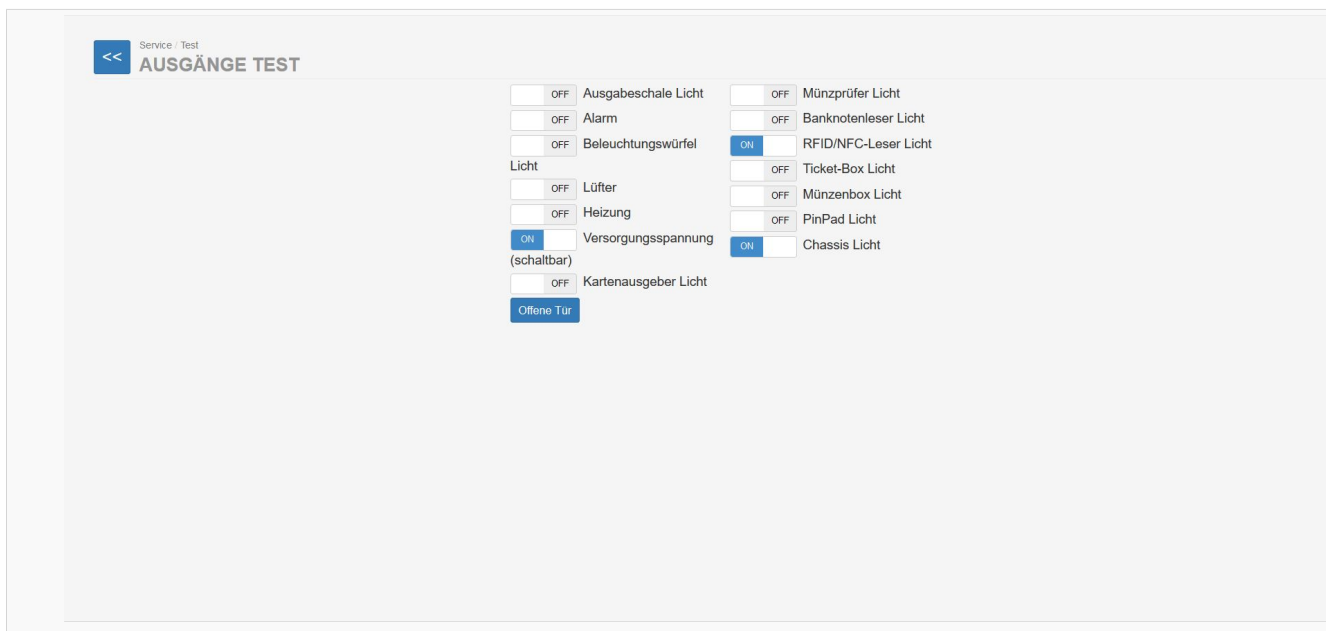 <<
Service / Test
AUSGÄNGE TEST
OFF Ausgabeschale Licht
OFF Alarm
OFF Beleuchtungswürfel
Licht
OFF Lüfter
OFF Heizung
ON Versorgungsspannung
(schaltbar)
OFF Kartenausgeber Licht
Offene Tür
OFF Münzprüfer Licht
OFF Banknotenleser Licht
ON RFID/NFC-Leser Licht
OFF Ticket-Box Licht
OFF Münzenbox Licht
OFF PinPad Licht
ON Chassis Licht